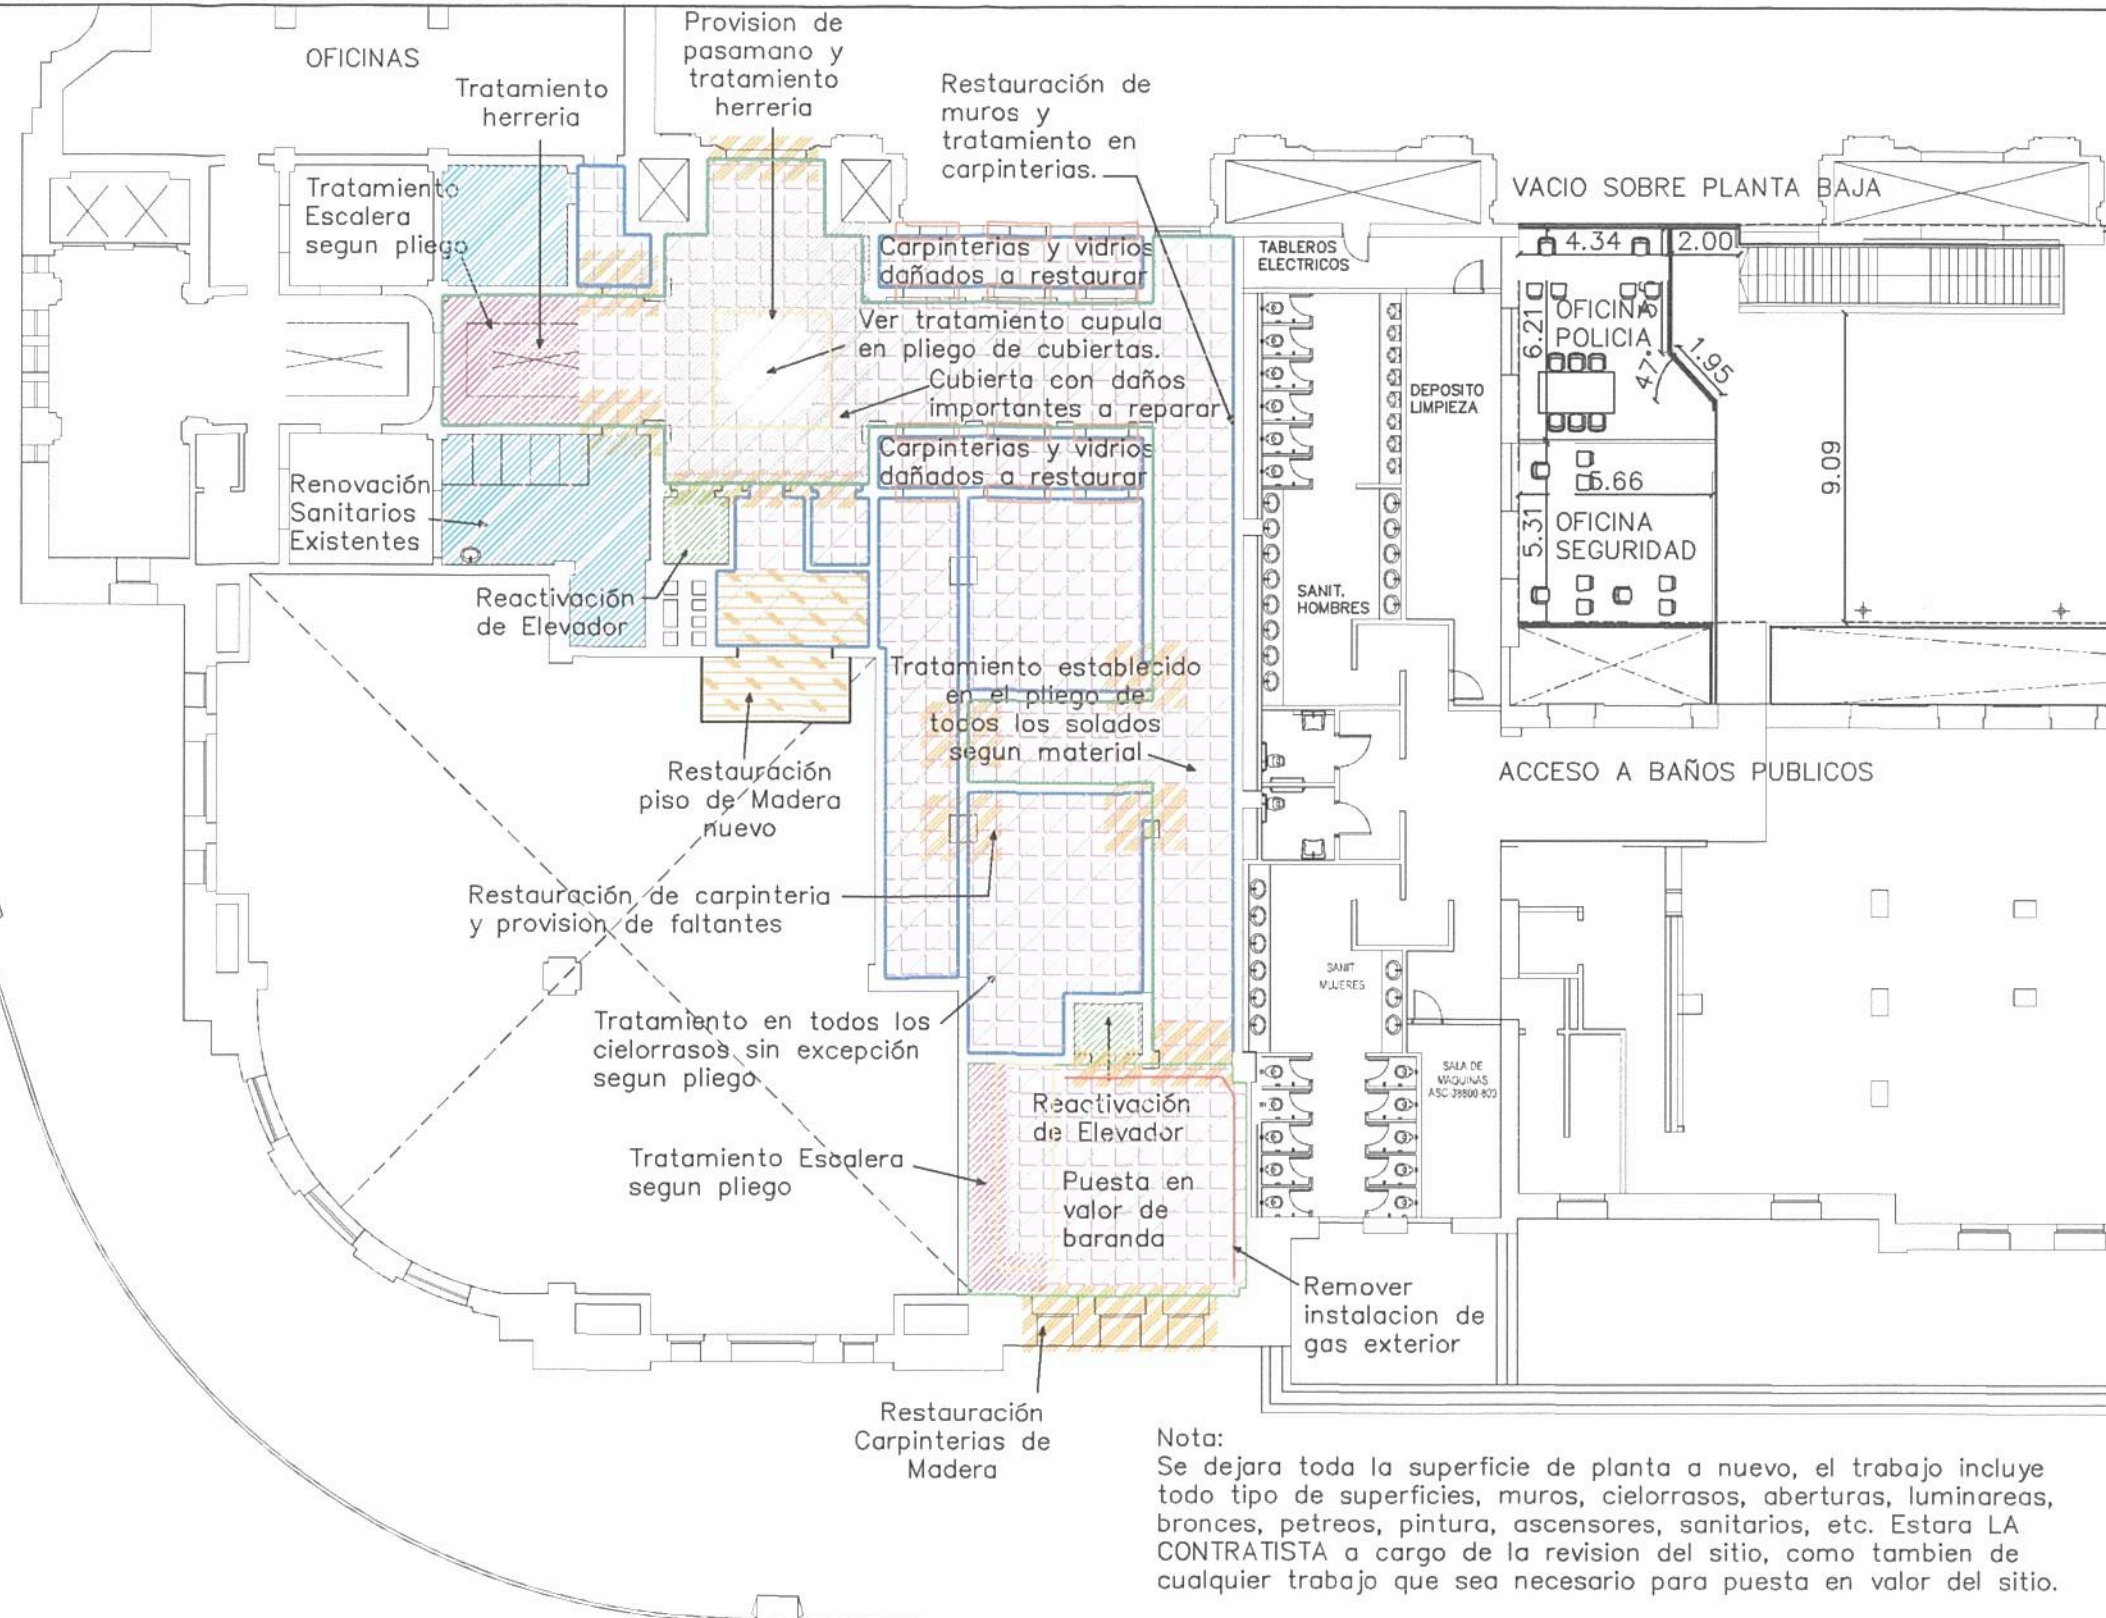 OFICINAS
Provision de
pasamano y
tratamiento
herreria
Tratamiento
herreria
Restauración de
muros y
tratamiento en
carpinterias.
Tratamiento
Escalera
segun pliego
VACIO SOBRE PLANTA BAJA
Carpinterias y vidrios
dañados a restaurar
TABLEROS
ELECTRICOS
4.34
2.00
Ver tratamiento cupula
en pliego de cubiertas.
Cubierta con daños
importantes a reparar
OFICINA
POLICIA
6.21
47°
1.95
DEPOSITO
LIMPIEZA
Carpinterias y vidrios
dañados a restaurar
Renovación
Sanitarios
Existentes
5.66
9.09
5.31
OFICINA
SEGURIDAD
Reactivación
de Elevador
SANIT.
HOMBRES
Tratamiento establecido
en el pliego de
todos los solados
segun material
Restauración
piso de Madera
nuevo
ACCESO A BAÑOS PUBLICOS
Restauración de carpinteria
y provision de faltantes
SANIT
MUJERES
Tratamiento en todos los
cielorrasos sin excepción
segun pliego
SALA DE
MAQUINAS
Reactivación
de Elevador
Tratamiento Escalera
segun pliego
Puesta en
valor de
baranda
Remover
instalacion de
gas exterior
Restauración
Carpinterias de
Madera
Nota:
Se dejara toda la superficie de planta a nuevo, el trabajo incluye
todo tipo de superficies, muros, cielorrasos, aberturas, luminareas,
bronces, petreos, pintura, ascensores, sanitarios, etc. Estara LA
CONTRATISTA a cargo de la revision del sitio, como tambien de
cualquier trabajo que sea necesario para puesta en valor del sitio.